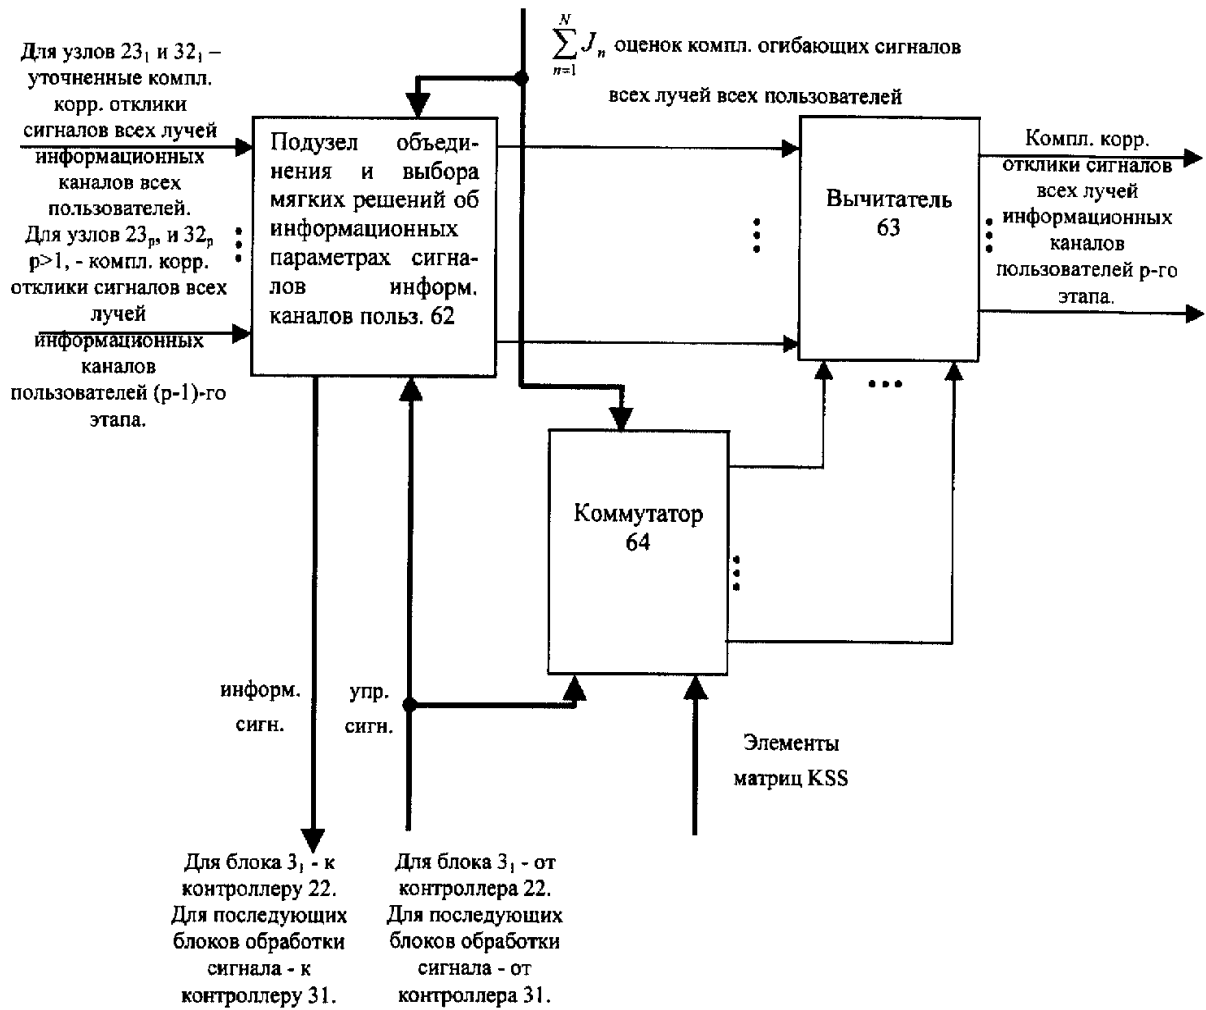 Для узлов 23₁ и 32₁ –
уточненные компл.
корр. отклики
сигналов всех лучей
информационных
каналов всех
пользователей.
Для узлов 23ₚ, и 32ₚ
p>1, - компл. корр.
отклики сигналов всех
лучей
информационных
каналов
пользователей (p-1)-го
этапа.
N
∑ Jₙ оценок компл. огибающих сигналов
n=1
всех лучей всех пользователей
Подузел объеди-
нения и выбора
мягких решений об
информационных
параметрах сигна-
лов информ.
каналов польз. 62
Вычитатель
63
Компл. корр.
отклики сигналов
всех лучей
информационных
каналов
пользователей p-го
этапа.
Коммутатор
64
информ.
сигн.
упр.
сигн.
Элементы
матриц KSS
Для блока 3₁ - к
контроллеру 22.
Для последующих
блоков обработки
сигнала - к
контроллеру 31.
Для блока 3₁ - от
контроллера 22.
Для последующих
блоков обработки
сигнала - от
контроллера 31.